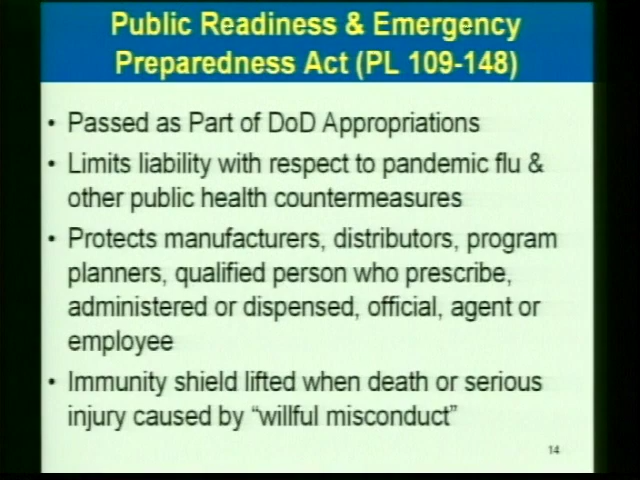 Public Readiness & Emergency
Preparedness Act (PL 109-148)
• Passed as Part of DoD Appropriations
• Limits liability with respect to pandemic flu &
other public health countermeasures
• Protects manufacturers, distributors, program
planners, qualified person who prescribe,
administered or dispensed, official, agent or
employee
• Immunity shield lifted when death or serious
injury caused by “willful misconduct”
14